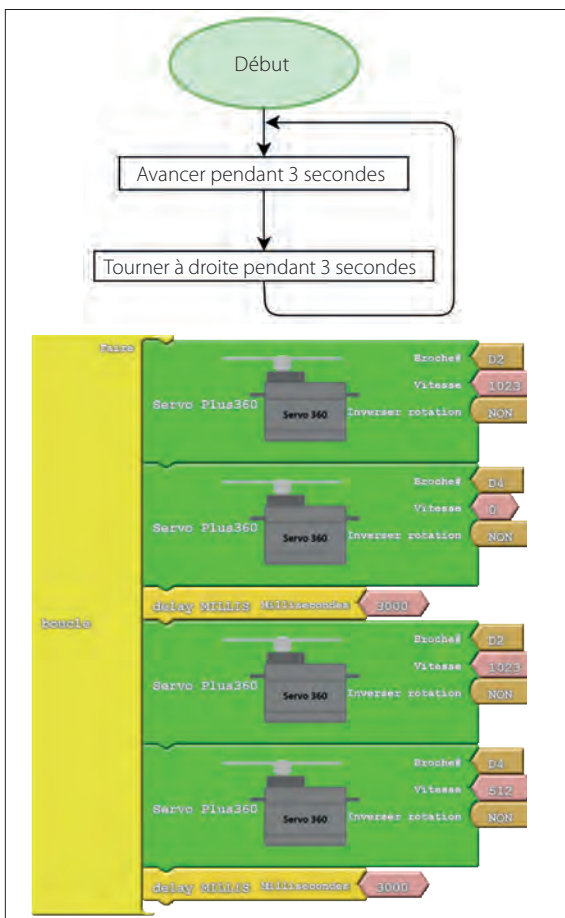 Début
Avancer pendant 3 secondes
Tourner à droite pendant 3 secondes
Faire
Broche# D2
Vitesse 1023
Servo Plus360 Servo 360 Inverser rotation NON
Broche# D4
Vitesse 0
Servo Plus360 Servo 360 Inverser rotation NON
delay MILLIS Millisecondes 3000
boucle
Broche# D2
Vitesse 1023
Servo Plus360 Servo 360 Inverser rotation NON
Broche# D4
Vitesse 512
Servo Plus360 Servo 360 Inverser rotation NON
delay MILLIS Millisecondes 3000